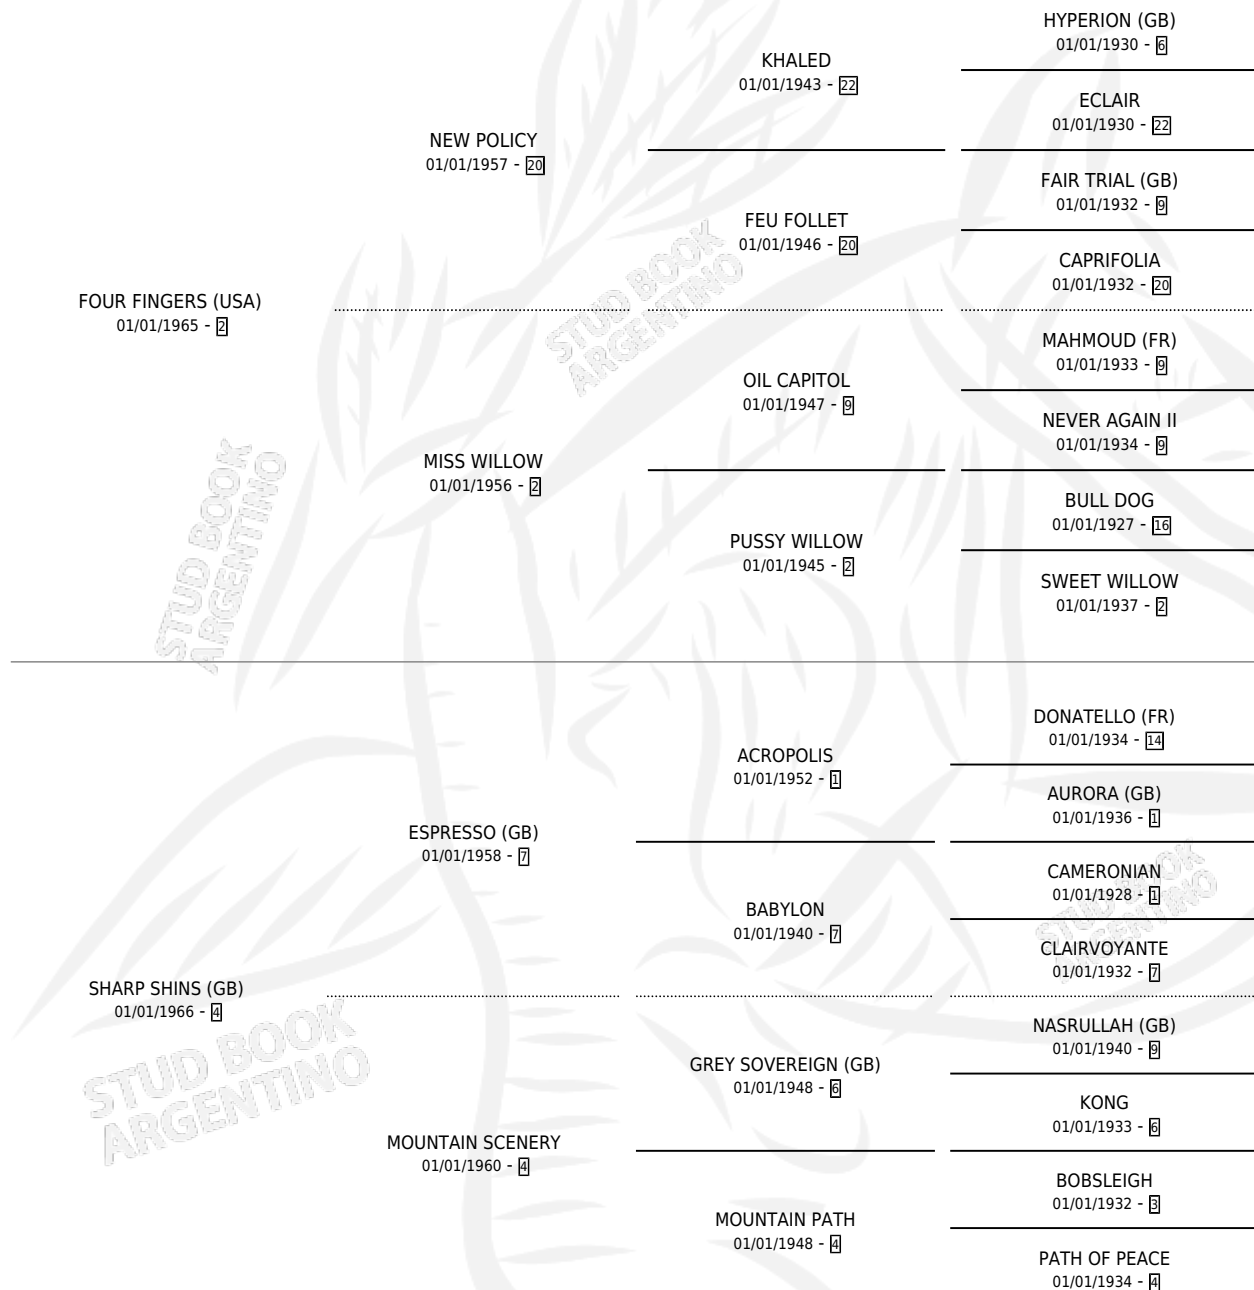 HYPERION (GB)
01/01/1930 - 6
KHALED
01/01/1943 - 22
ECLAIR
01/01/1930 - 22
NEW POLICY
01/01/1957 - 20
FAIR TRIAL (GB)
01/01/1932 - 9
FEU FOLLET
01/01/1946 - 20
CAPRIFOLIA
01/01/1932 - 20
FOUR FINGERS (USA)
01/01/1965 - 2
MAHMOUD (FR)
01/01/1933 - 9
OIL CAPITOL
01/01/1947 - 9
NEVER AGAIN II
01/01/1934 - 9
MISS WILLOW
01/01/1956 - 2
BULL DOG
01/01/1927 - 16
PUSSY WILLOW
01/01/1945 - 2
SWEET WILLOW
01/01/1937 - 2
STUD BOOK
ARGENTINO
STUD BOOK
ARGENTINO
DONATELLO (FR)
01/01/1934 - 14
ACROPOLIS
01/01/1952 - 1
AURORA (GB)
01/01/1936 - 1
ESPRESSO (GB)
01/01/1958 - 7
CAMERONIAN
01/01/1928 - 1
BABYLON
01/01/1940 - 7
CLAIRVOYANTE
01/01/1932 - 7
SHARP SHINS (GB)
01/01/1966 - 4
NASRULLAH (GB)
01/01/1940 - 9
GREY SOVEREIGN (GB)
01/01/1948 - 6
KONG
01/01/1933 - 6
MOUNTAIN SCENERY
01/01/1960 - 4
BOBSLEIGH
01/01/1932 - 3
MOUNTAIN PATH
01/01/1948 - 4
PATH OF PEACE
01/01/1934 - 4
STUD BOOK
ARGENTINO
STUD BOOK
ARGENTINO